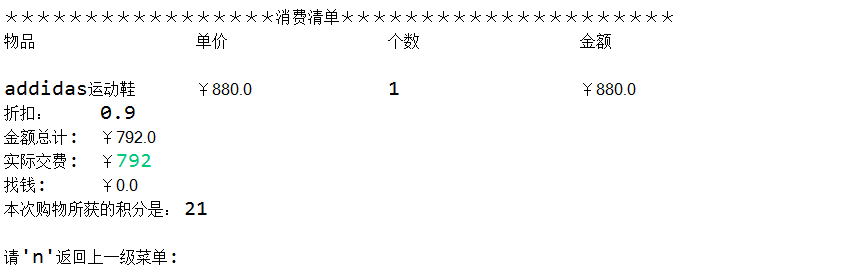 ＊＊＊＊＊＊＊＊＊＊＊＊＊＊＊＊＊消费清单＊＊＊＊＊＊＊＊＊＊＊＊＊＊＊＊＊＊＊＊＊
物品 单价 个数 金额
addidas运动鞋 ￥880.0 1 ￥880.0
折扣： 0.9
金额总计: ￥792.0
实际交费: ￥792
找钱: ￥0.0
本次购物所获的积分是: 21
请'n'返回上一级菜单: